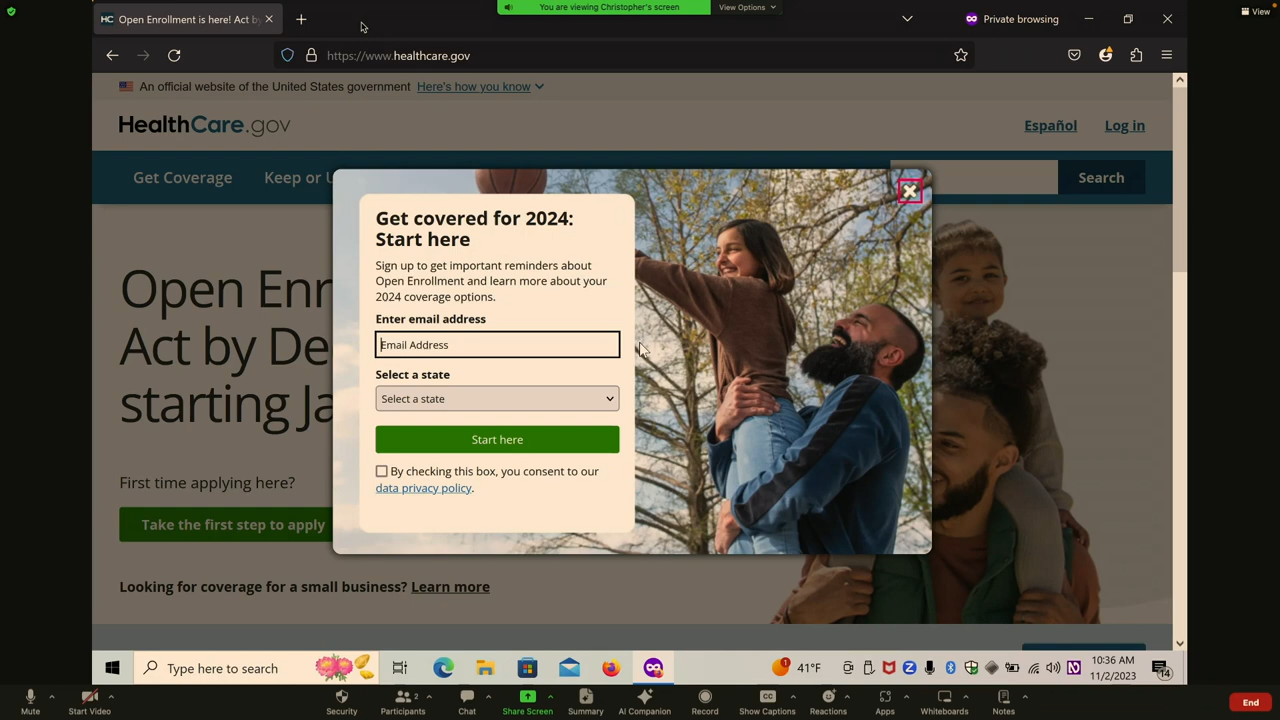 You are viewing Christopher's screen
View Options
View
HC Open Enrollment is here! Act by
Private browsing
https://www.healthcare.gov
An official website of the United States government Here's how you know
HealthCare.gov
Español
Log in
Get Coverage
Keep or U
Search
Get covered for 2024:
Start here
Sign up to get important reminders about
Open Enrollment and learn more about your
2024 coverage options.
Enter email address
Email Address
Select a state
Select a state
Start here
By checking this box, you consent to our
data privacy policy.
Open Enr
Act by De
starting Ja
First time applying here?
Take the first step to apply
Looking for coverage for a small business? Learn more
Type here to search
1
41°F
10:36 AM
11/2/2023
14
Mute
Start Video
Security
Participants
2
Chat
Share Screen
Summary
AI Companion
Record
CC
Show Captions
Reactions
Apps
Whiteboards
Notes
End